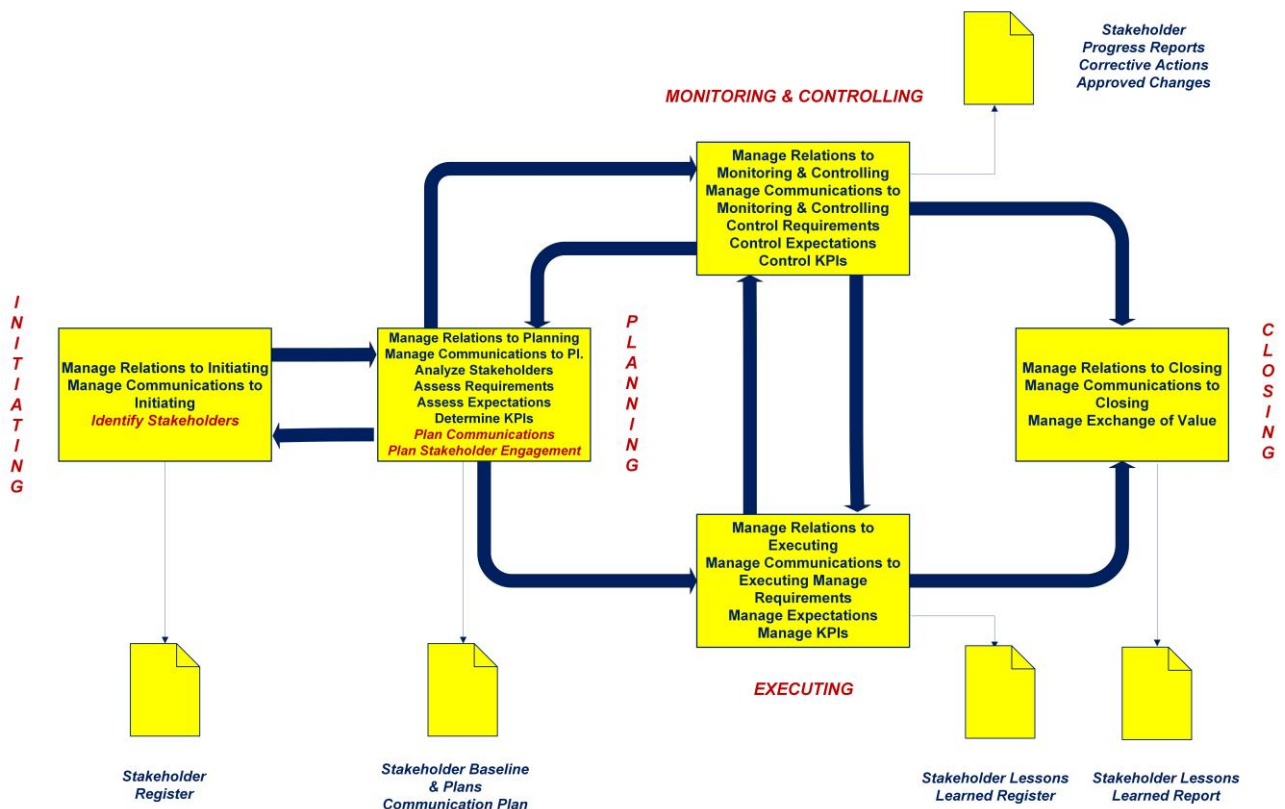 Stakeholder
Progress Reports
Corrective Actions
Approved Changes
MONITORING & CONTROLLING
Manage Relations to
Monitoring & Controlling
Manage Communications to
Monitoring & Controlling
Control Requirements
Control Expectations
Control KPIs
INITIATING
Manage Relations to Initiating
Manage Communications to
Initiating
Identify Stakeholders
Manage Relations to Planning
Manage Communications to Pl.
Analyze Stakeholders
Assess Requirements
Assess Expectations
Determine KPIs
Plan Communications
Plan Stakeholder Engagement
PLANNING
Manage Relations to Closing
Manage Communications to
Closing
Manage Exchange of Value
CLOSING
Manage Relations to
Executing
Manage Communications to
Executing Manage
Requirements
Manage Expectations
Manage KPIs
EXECUTING
Stakeholder
Register
Stakeholder Baseline
& Plans
Communication Plan
Stakeholder Lessons
Learned Register
Stakeholder Lessons
Learned Report